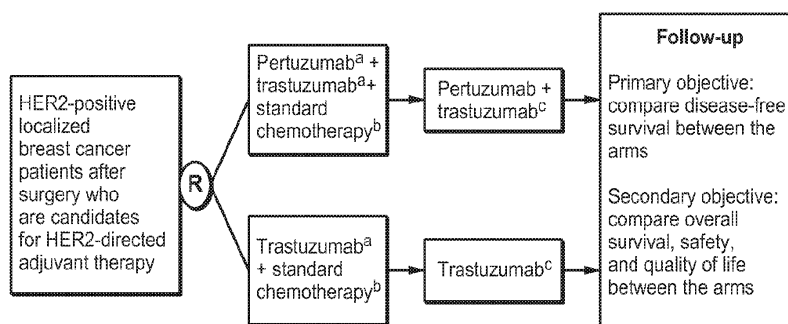 HER2-positive
localized
breast cancer
patients after
surgery who
are candidates
for HER2-directed
adjuvant therapy
R
Pertuzumabᵃ +
trastuzumabᵃ+
standard
chemotherapyᵇ
Pertuzumab +
trastuzumabᶜ
Trastuzumabᵃ
+ standard
chemotherapyᵇ
Trastuzumabᶜ
Follow-up
Primary objective:
compare disease-free
survival between the
arms
Secondary objective:
compare overall
survival, safety,
and quality of life
between the arms